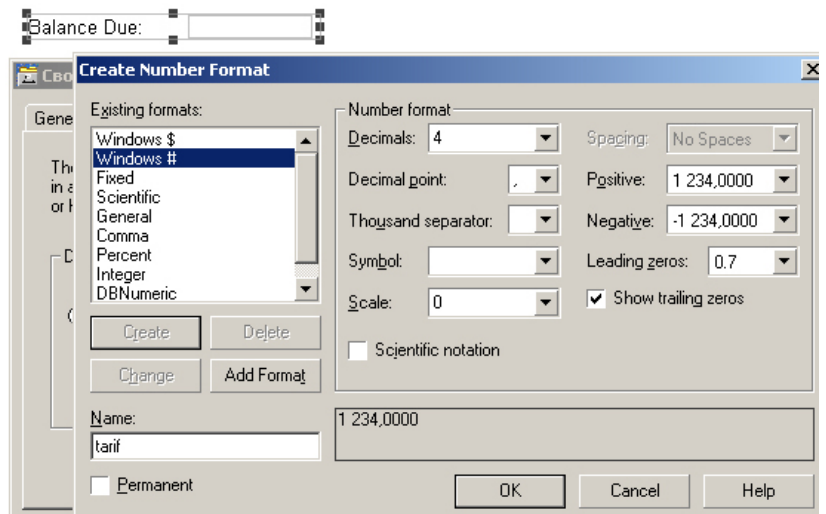 Balance Due:
Сво
Create Number Format
Gene
Existing formats:
Windows $
Windows #
Fixed
Scientific
General
Comma
Percent
Integer
DBNumeric
Create
Delete
Change
Add Format
Name:
tarif
Permanent
Number format
Decimals: 4
Decimal point: ,
Thousand separator:
Symbol:
Scale: 0
Scientific notation
Spacing: No Spaces
Positive: 1 234,0000
Negative: -1 234,0000
Leading zeros: 0.7
Show trailing zeros
1 234,0000
OK
Cancel
Help